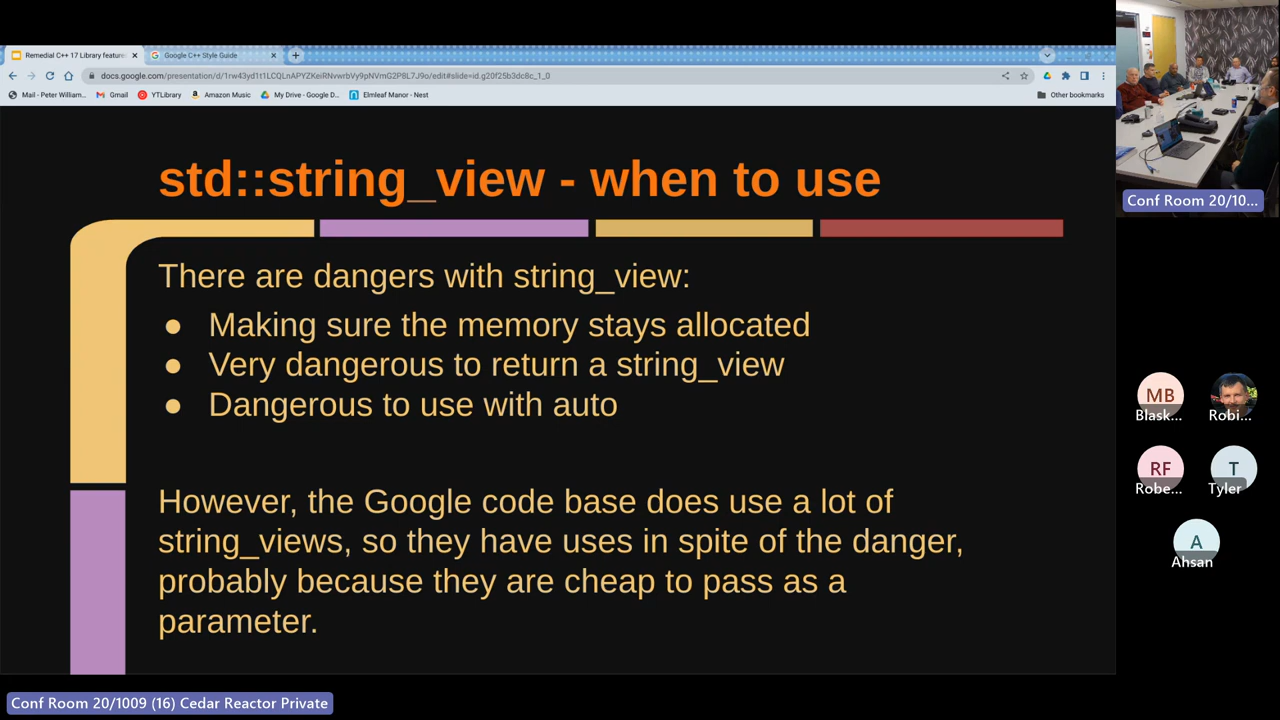 Remedial C++ 17 Library feature
Google C++ Style Guide
docs.google.com/presentation/d/1rw43yd1t1LCQLnAPYZKeiRNvwrbVy9pNVmG2P8L7J9o/edit#slide=id.g20f25b3dc8c_1_0
Mail - Peter William...
Gmail
YTLibrary
Amazon Music
My Drive - Google D...
Elmleaf Manor - Nest
Other bookmarks
std::string_view - when to use
There are dangers with string_view:
● Making sure the memory stays allocated
● Very dangerous to return a string_view
● Dangerous to use with auto
However, the Google code base does use a lot of
string_views, so they have uses in spite of the danger,
probably because they are cheap to pass as a
parameter.
Conf Room 20/10...
MB
Blask...
Robi...
RF
Robe...
T
Tyler
A
Ahsan
Conf Room 20/1009 (16) Cedar Reactor Private